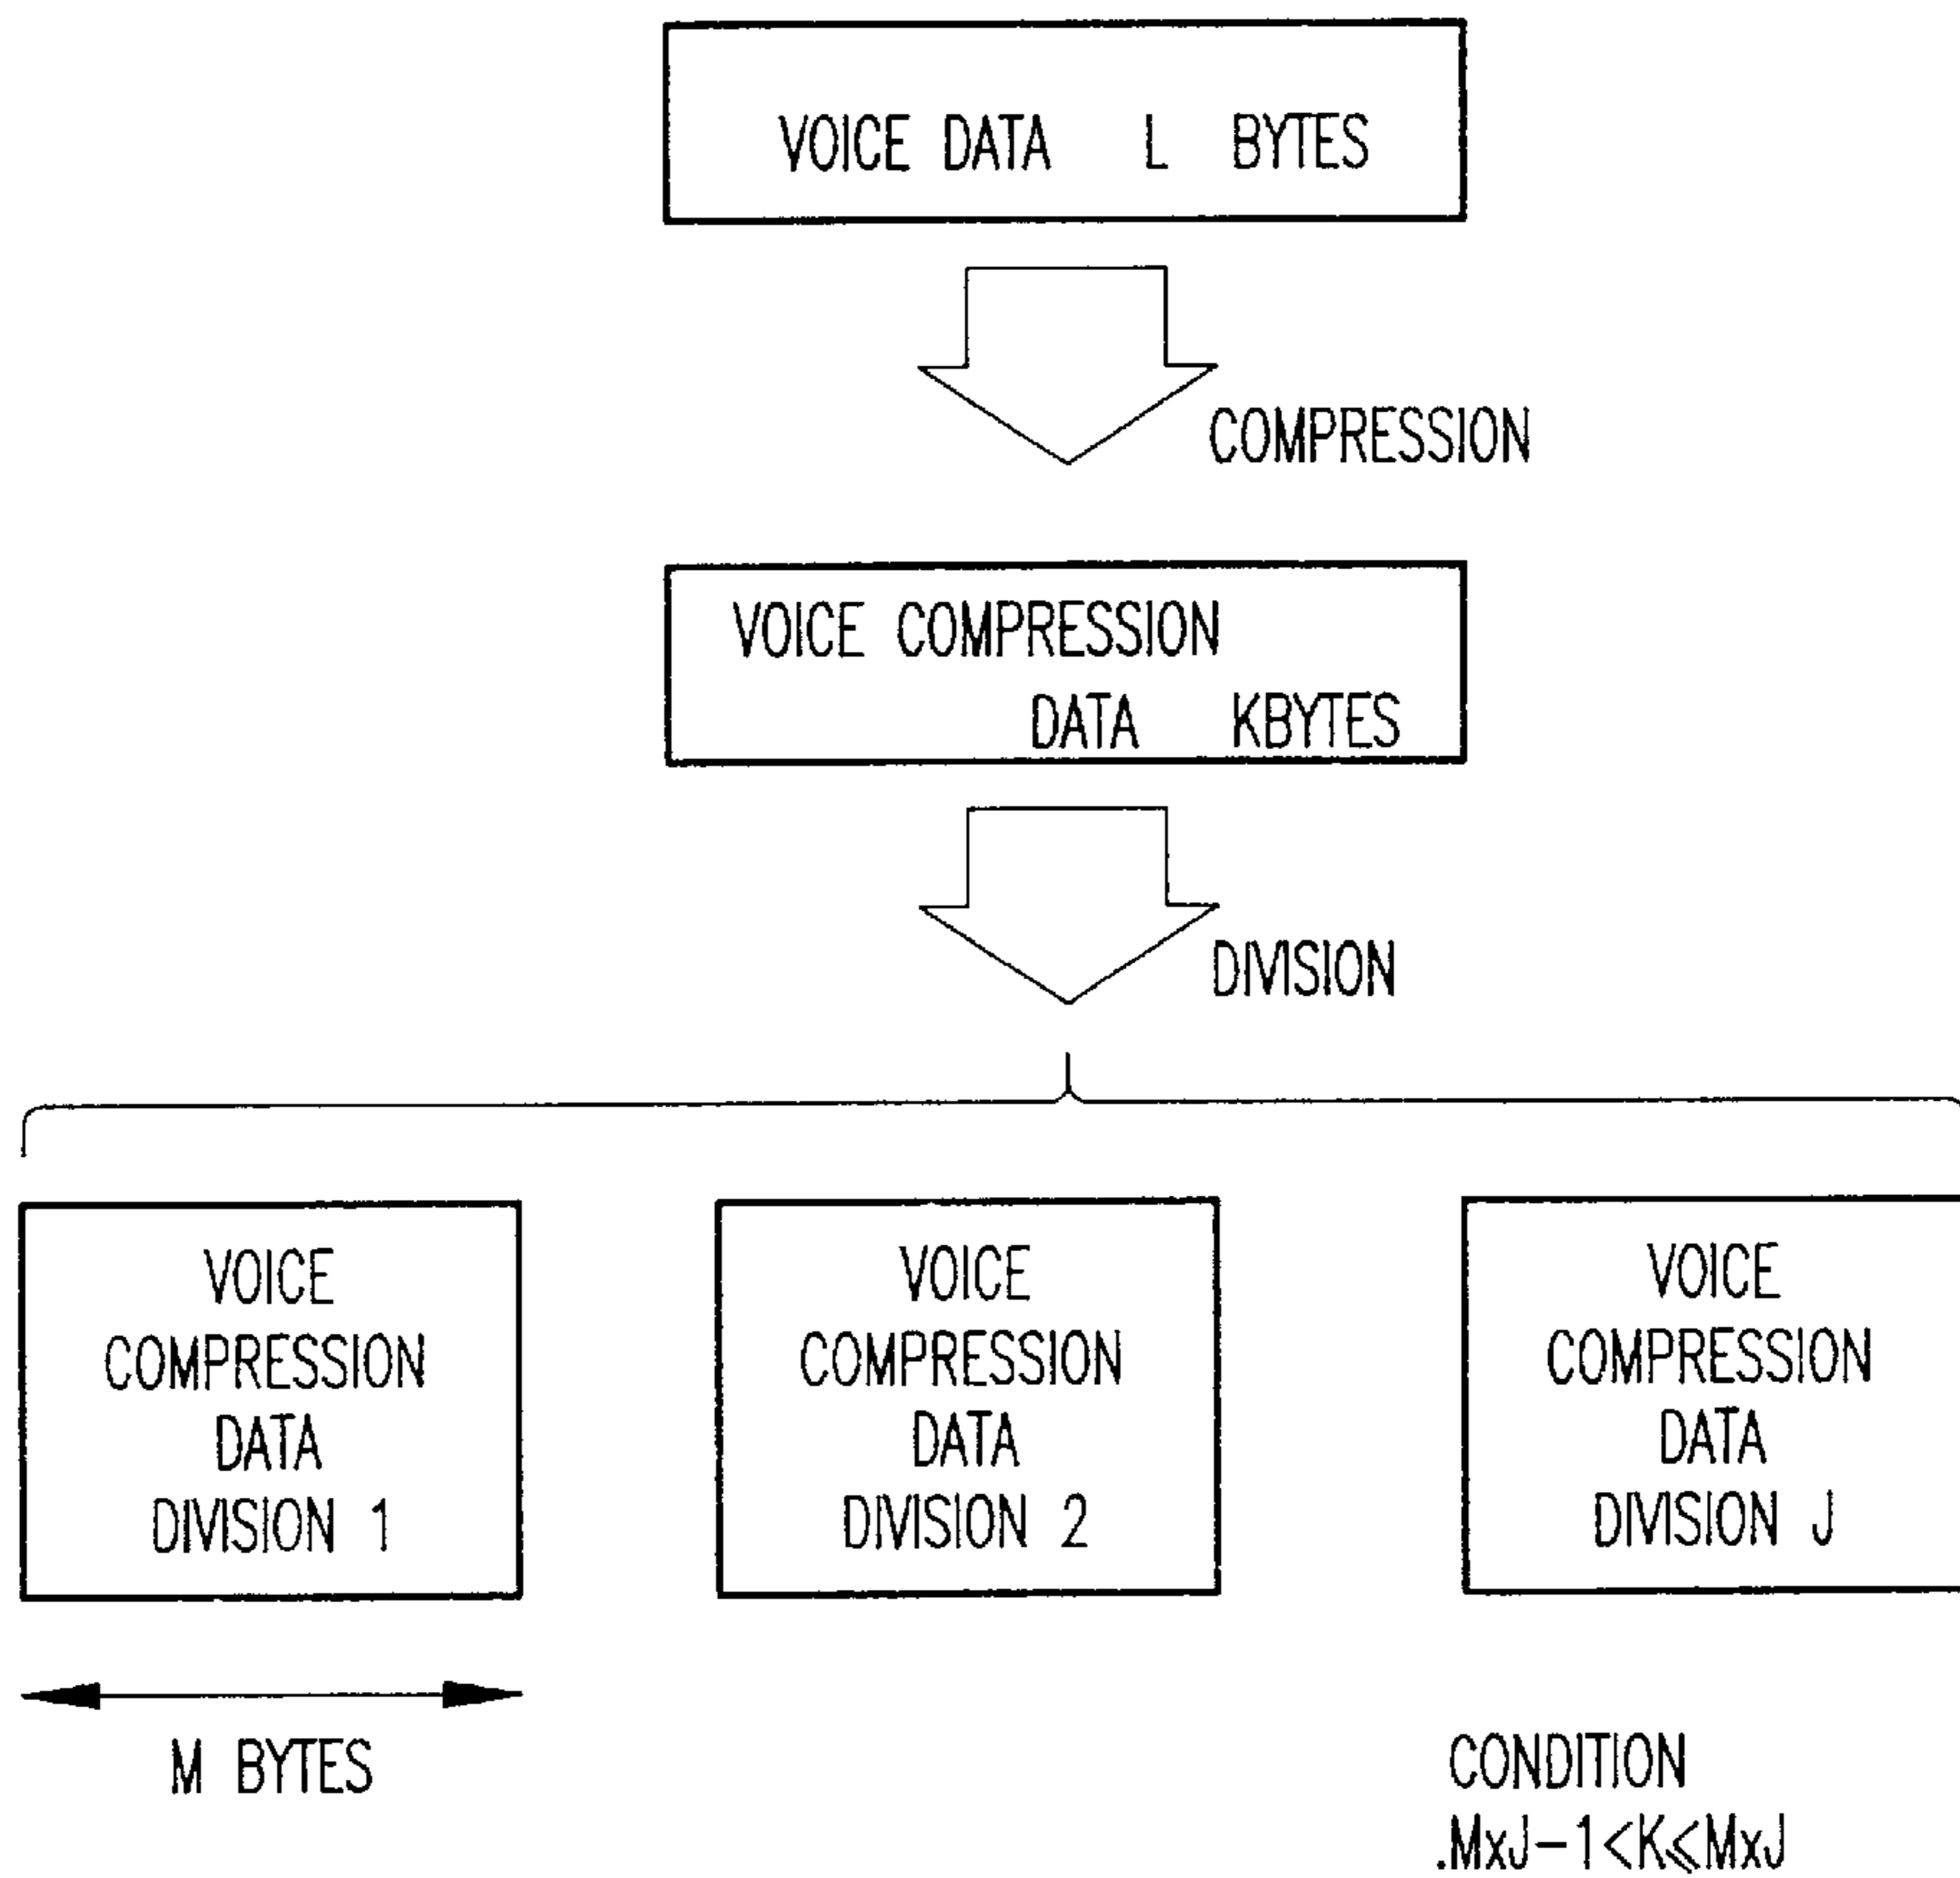 VOICE DATA L BYTES
COMPRESSION
VOICE COMPRESSION
DATA KBYTES
DIVISION
VOICE
COMPRESSION
DATA
DIVISION 1
VOICE
COMPRESSION
DATA
DIVISION 2
VOICE
COMPRESSION
DATA
DIVISION J
M BYTES
CONDITION
.MxJ-1<K≤MxJ